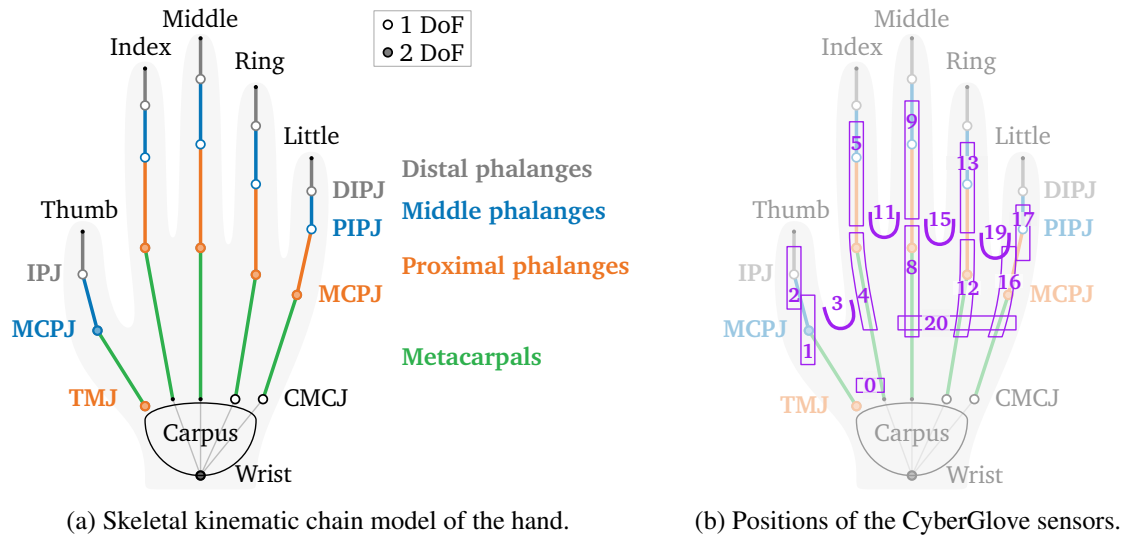 Middle
Index
Ring
Little
Thumb
1 DoF
2 DoF
Distal phalanges
DIPJ
Middle phalanges
PIPJ
IPJ
Proximal phalanges
MCPJ
MCPJ
Metacarpals
TMJ
CMCJ
Carpus
Wrist
(a) Skeletal kinematic chain model of the hand.
Middle
Index
Ring
Little
Thumb
9
5
13
DIPJ
11
15
17
PIPJ
19
IPJ
8
2
4
12
16
MCPJ
3
MCPJ
20
1
0
TMJ
CMCJ
Carpus
Wrist
(b) Positions of the CyberGlove sensors.